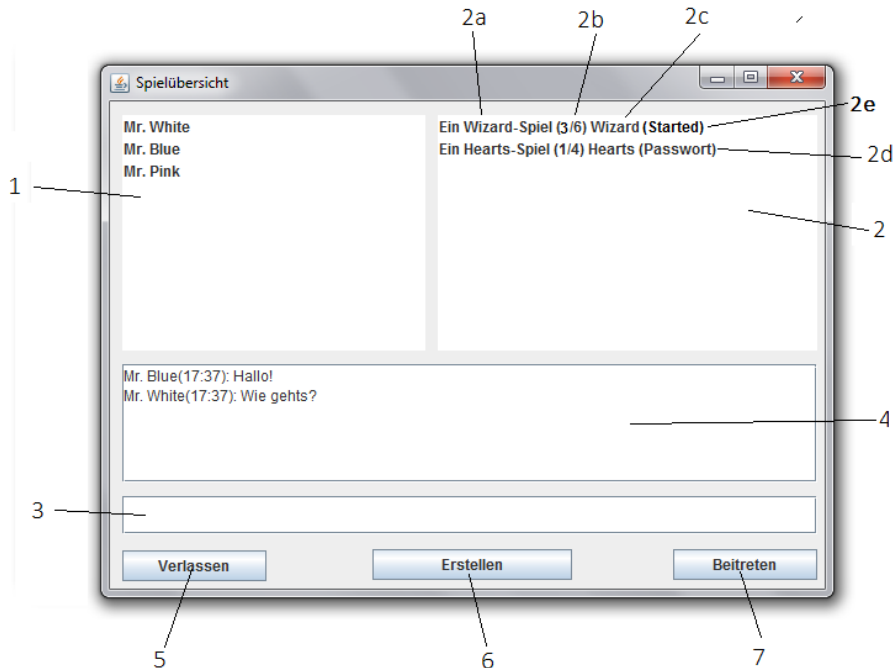 2a
2b
2c
Spielübersicht
2e
Mr. White
Mr. Blue
Mr. Pink
Ein Wizard-Spiel (3/6) Wizard (Started)
Ein Hearts-Spiel (1/4) Hearts (Passwort)
2d
1
2
Mr. Blue(17:37): Hallo!
Mr. White(17:37): Wie gehts?
4
3
Verlassen
Erstellen
Beitreten
5
6
7